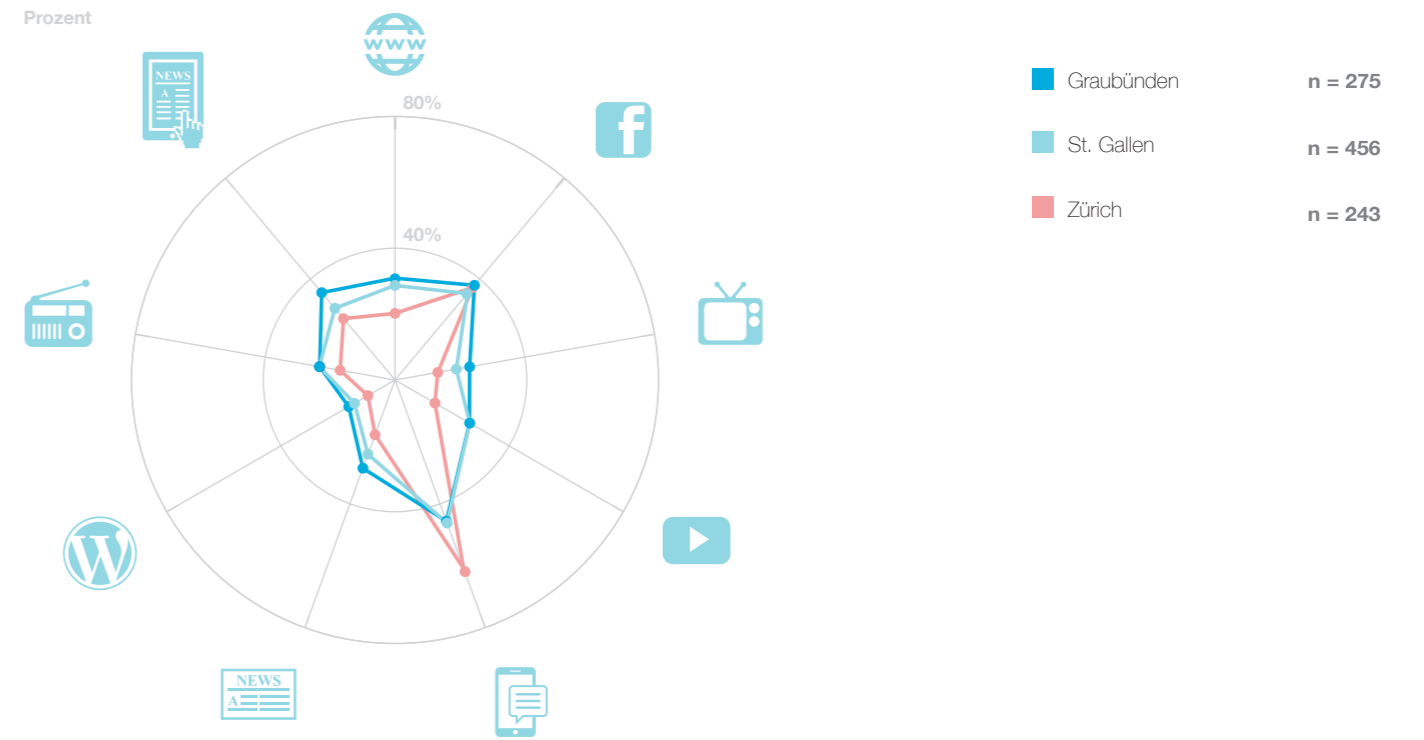 Prozent
WWW
NEWS
A
80%
f
Graubünden n = 275
St. Gallen n = 456
Zürich n = 243
40%
W
NEWS
A